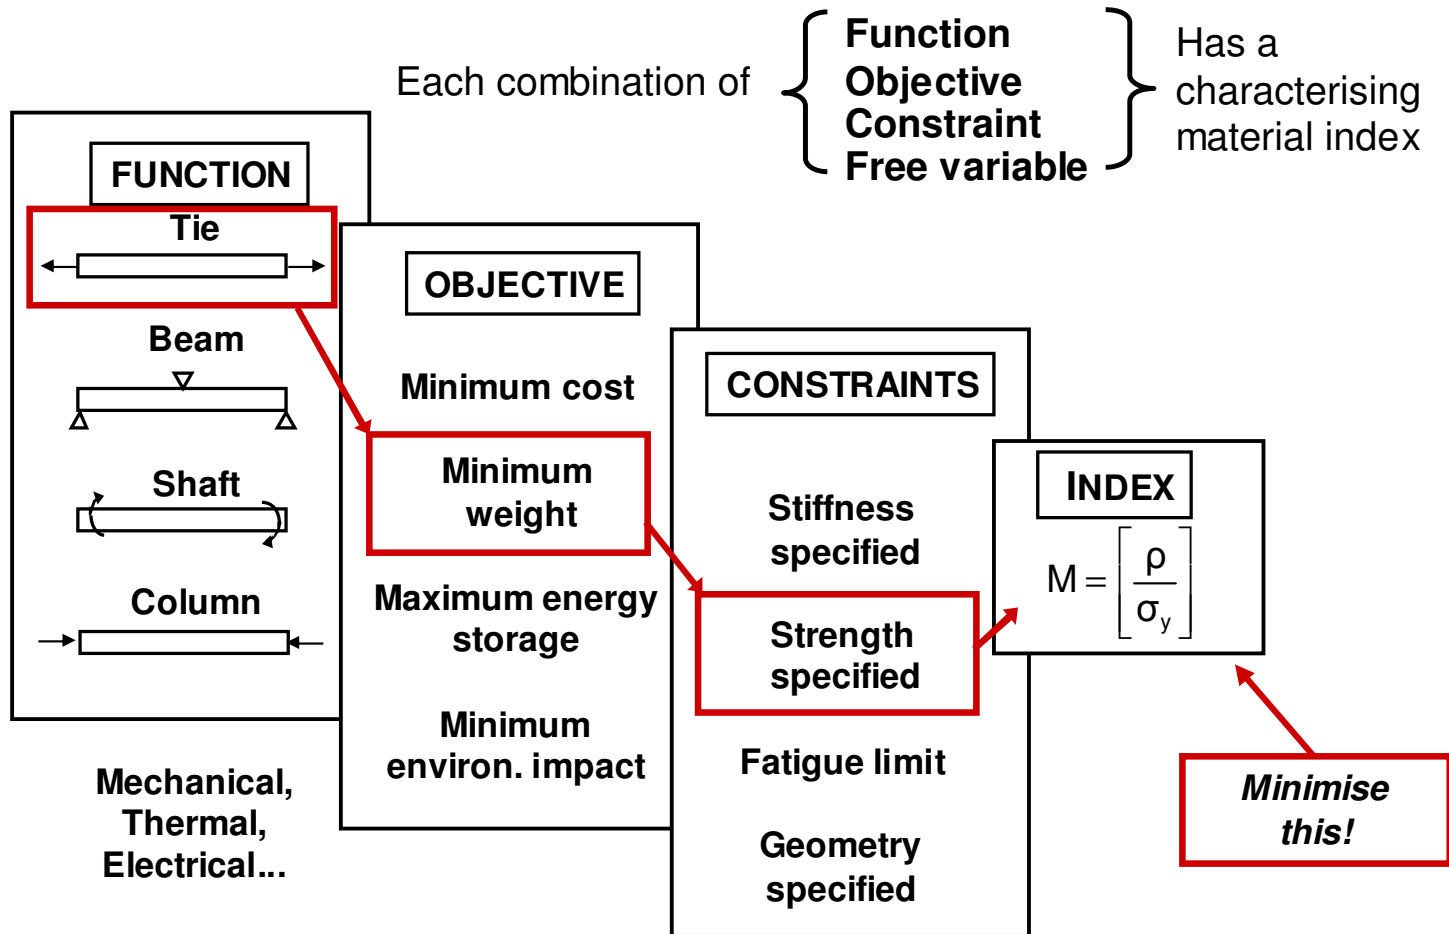 Each combination of
Function
Objective
Constraint
Free variable
Has a
characterising
material index
FUNCTION
Tie
Beam
Shaft
Column
Mechanical,
Thermal,
Electrical...
OBJECTIVE
Minimum cost
Minimum
weight
Maximum energy
storage
Minimum
environ. impact
CONSTRAINTS
Stiffness
specified
Strength
specified
Fatigue limit
Geometry
specified
INDEX
M = [ρ/σy]
Minimise
this!